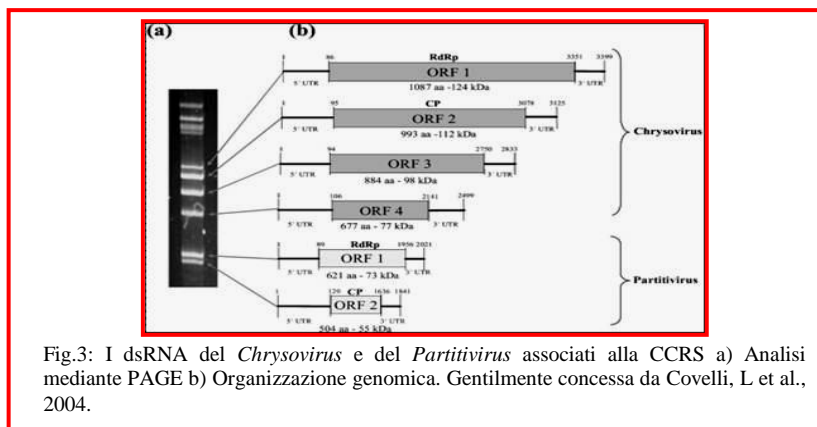 (a) (b)
1 86 RdRp 3351 3399
5' UTR ORF 1 3' UTR
1087 aa -124 kDa
1 95 CP 3076 3125
5' UTR ORF 2 3' UTR
993 aa -112 kDa
Chrysovirus
1 94 2750 2833
5' UTR ORF 3 3' UTR
884 aa - 98 kDa
1 106 2141 2499
5' UTR ORF 4 3' UTR
677 aa - 77 kDa
1 RdRp 1956 2021
5' UTR ORF 1 3' UTR
621 aa - 73 kDa
Partitivirus
1 CP 1636 1841
5' UTR ORF 2 3' UTR
504 aa - 55 kDa
Fig.3: I dsRNA del Chrysovirus e del Partitivirus associati alla CCRS a) Analisi
mediante PAGE b) Organizzazione genomica. Gentilmente concessa da Covelli, L et al.,
2004.